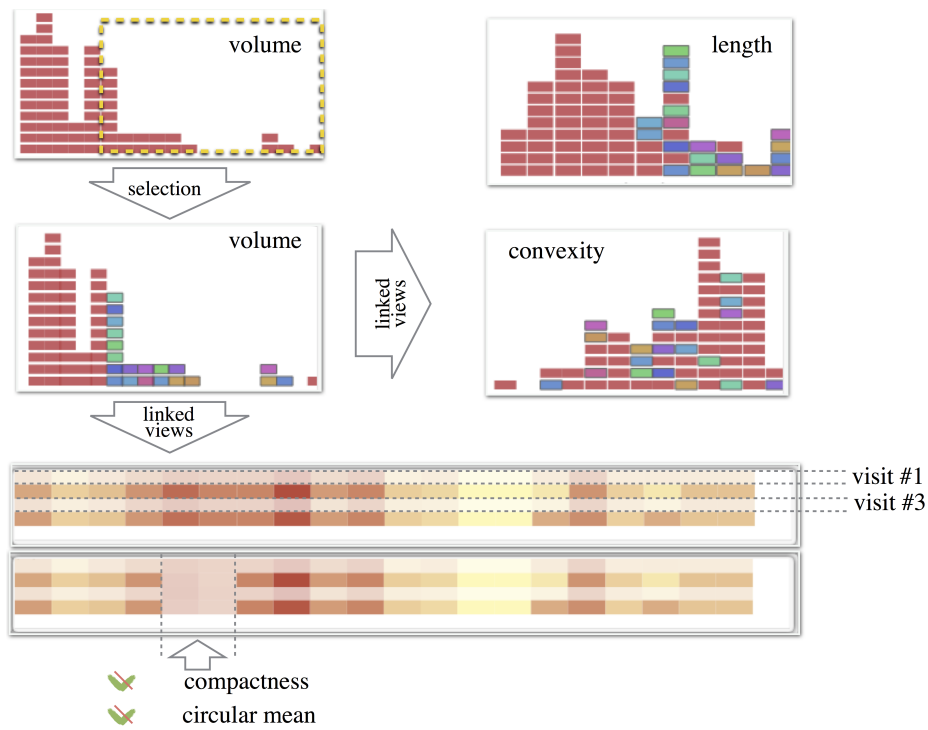 volume
length
selection
volume
linked
views
convexity
linked
views
visit #1
visit #3
compactness
circular mean